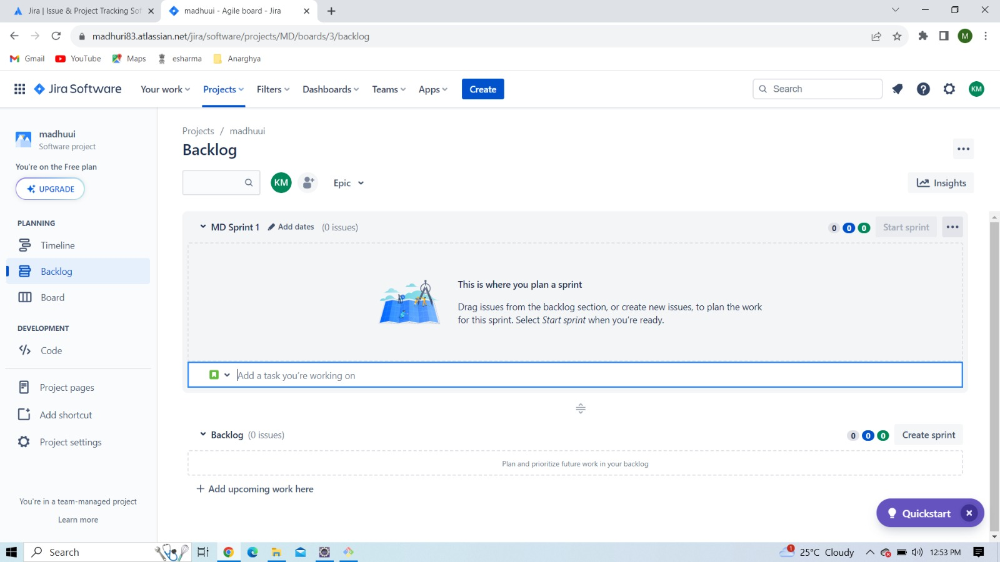 Jira | Issue & Project Tracking Sof
madhuui - Agile board - Jira
madhuri83.atlassian.net/jira/software/projects/MD/boards/3/backlog
M
Gmail
YouTube
Maps
esharma
Anarghya
Jira Software
Your work
Projects
Filters
Dashboards
Teams
Apps
Create
Search
KM
madhuui
Software project
You're on the Free plan
UPGRADE
PLANNING
Timeline
Backlog
Board
DEVELOPMENT
Code
Project pages
Add shortcut
Project settings
You're in a team-managed project
Learn more
Projects / madhuui
Backlog
KM
Epic
Insights
MD Sprint 1
Add dates
(0 issues)
0 0 0
Start sprint
This is where you plan a sprint
Drag issues from the backlog section, or create new issues, to plan the work
for this sprint. Select Start sprint when you're ready.
Add a task you're working on
Backlog (0 issues)
0 0 0
Create sprint
Plan and prioritize future work in your backlog
+ Add upcoming work here
Quickstart
Search
1
25°C Cloudy
12:53 PM